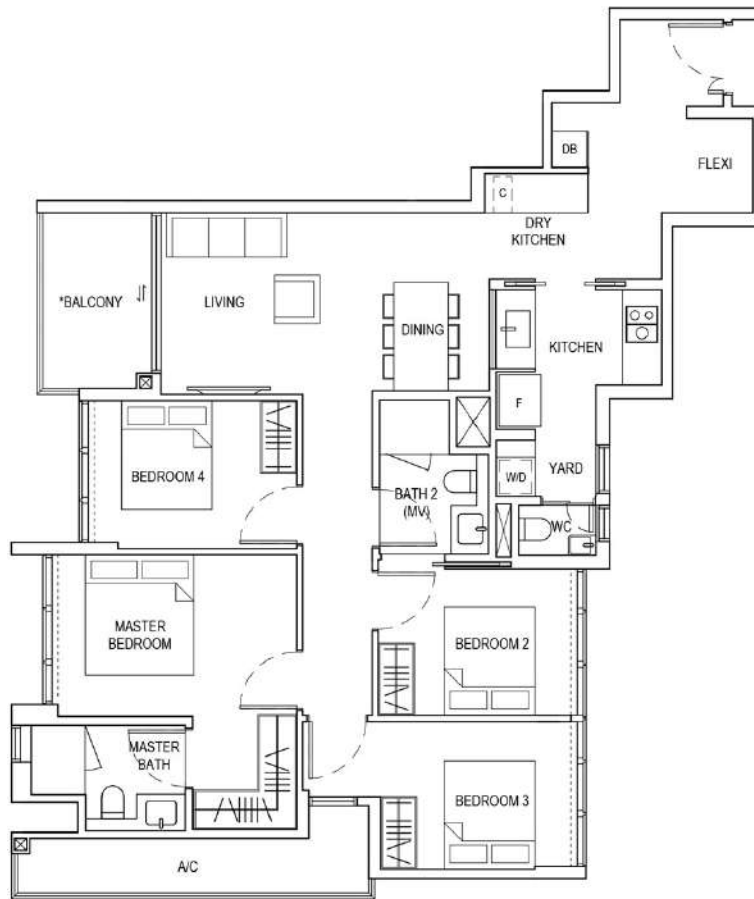 DB
FLEXI
C
DRY
KITCHEN
*BALCONY
LIVING
DINING
KITCHEN
F
BEDROOM 4
BATH 2
(MV)
W/D
YARD
WC
MASTER
BEDROOM
BEDROOM 2
MASTER
BATH
BEDROOM 3
A/C